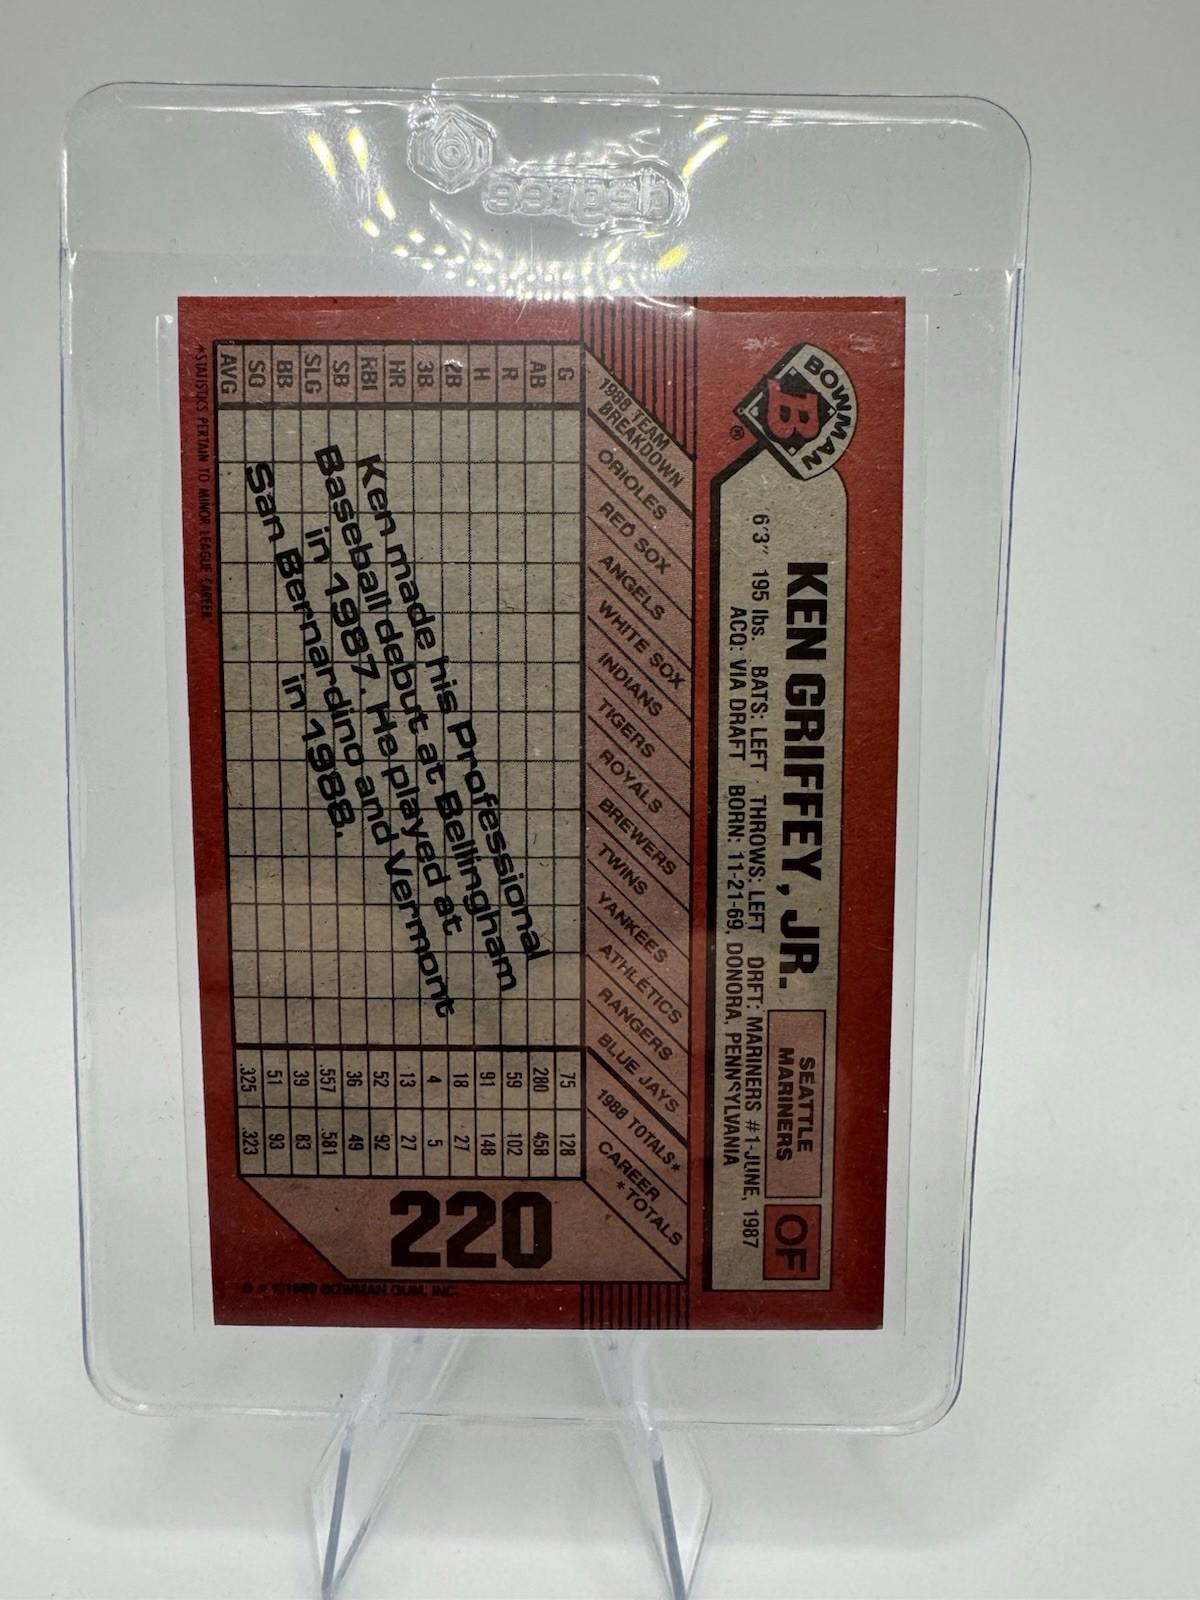 degree
BOWMAN
B
®
KEN GRIFFEY, JR.
SEATTLE
MARINERS
OF
6'3" 195 lbs. BATS: LEFT THROWS: LEFT DRFT: MARINERS #1-JUNE, 1987
ACQ: VIA DRAFT BORN: 11-21-69, DONORA, PENNSYLVANIA
1988 TEAM
BREAKDOWN
ORIOLES
RED SOX
ANGELS
WHITE SOX
INDIANS
TIGERS
ROYALS
BREWERS
TWINS
YANKEES
ATHLETICS
RANGERS
BLUE JAYS
1988 TOTALS*
CAREER
*TOTALS
G 75 128
AB 280 458
R 59 102
H 91 148
2B 18 27
3B 4 5
HR 13 27
RBI 52 92
SB 36 49
SLG .557 .581
BB 39 83
SO 51 93
AVG .325 .323
Ken made his Professional
Baseball debut at Bellingham
in 1987. He played at
San Bernardino and Vermont
in 1988.
220
*STATISTICS PERTAIN TO MINOR LEAGUE CAREER.
©1989 BOWMAN GUM, INC.